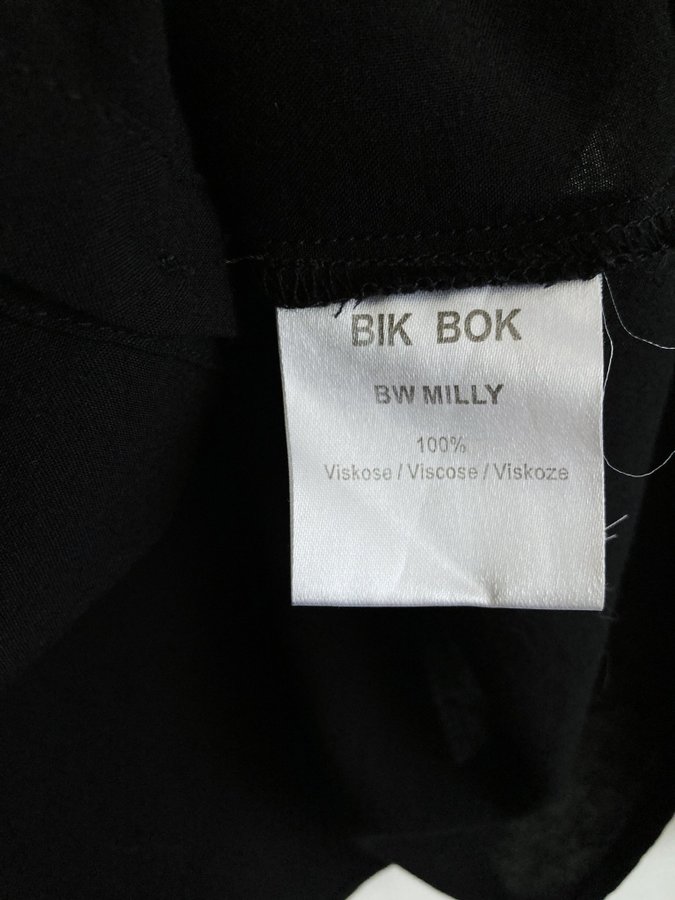 BIK BOK
BW MILLY
100%
Viskose / Viscose / Viskoze